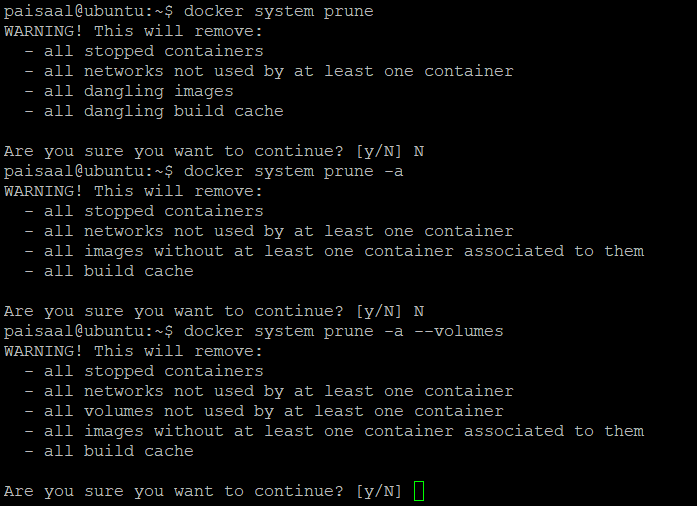 paisaal@ubuntu:~$ docker system prune
WARNING! This will remove:
  - all stopped containers
  - all networks not used by at least one container
  - all dangling images
  - all dangling build cache

Are you sure you want to continue? [y/N] N
paisaal@ubuntu:~$ docker system prune -a
WARNING! This will remove:
  - all stopped containers
  - all networks not used by at least one container
  - all images without at least one container associated to them
  - all build cache

Are you sure you want to continue? [y/N] N
paisaal@ubuntu:~$ docker system prune -a --volumes
WARNING! This will remove:
  - all stopped containers
  - all networks not used by at least one container
  - all volumes not used by at least one container
  - all images without at least one container associated to them
  - all build cache

Are you sure you want to continue? [y/N]